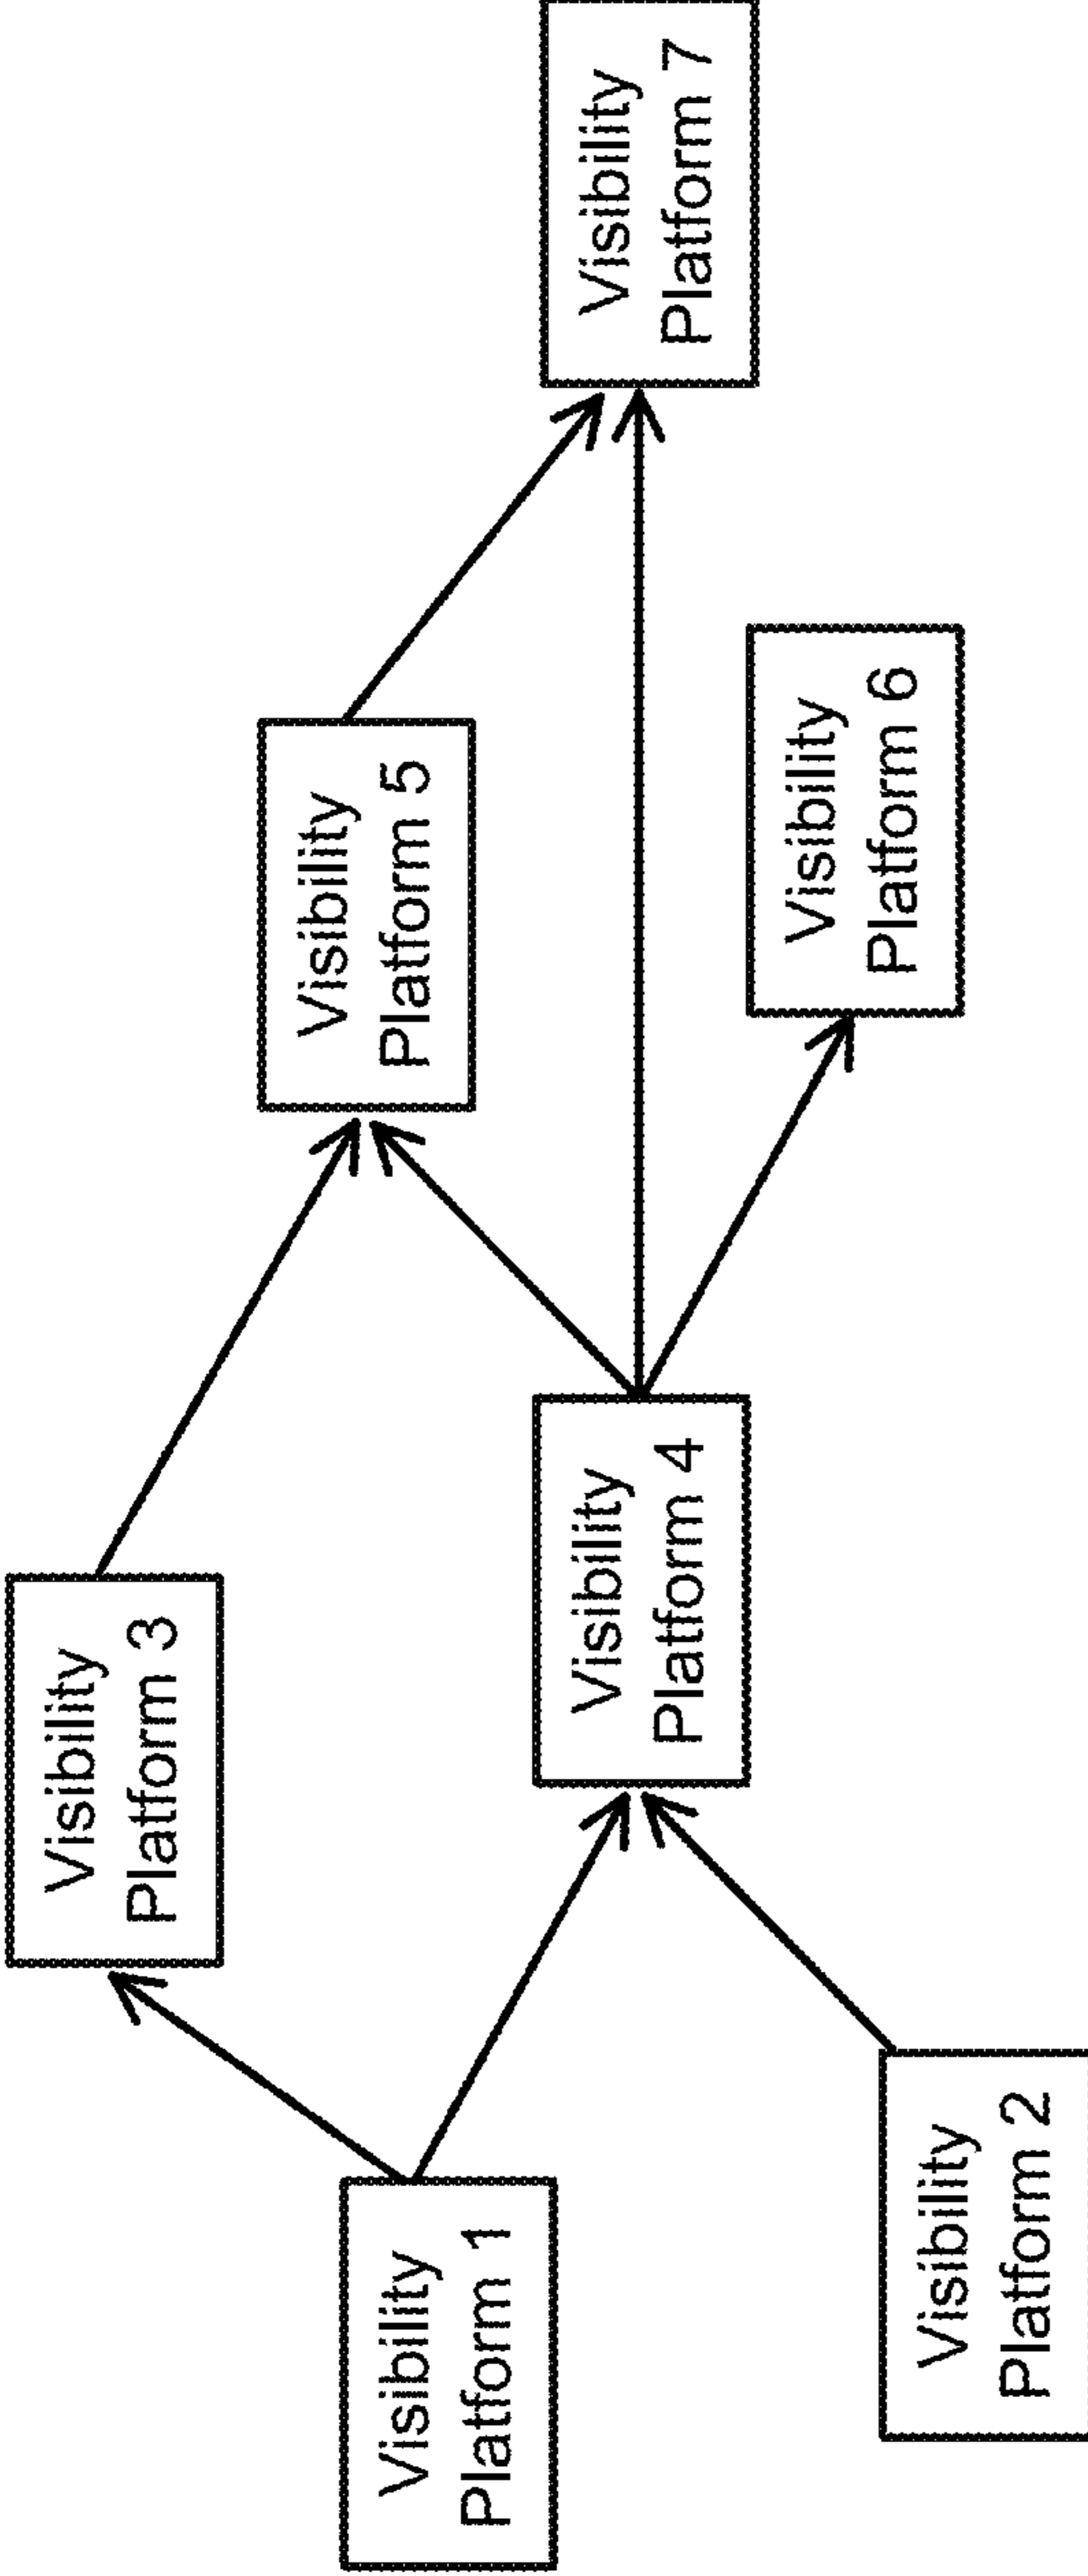 Visibility
Platform 1
Visibility
Platform 2
Visibility
Platform 3
Visibility
Platform 4
Visibility
Platform 5
Visibility
Platform 6
Visibility
Platform 7